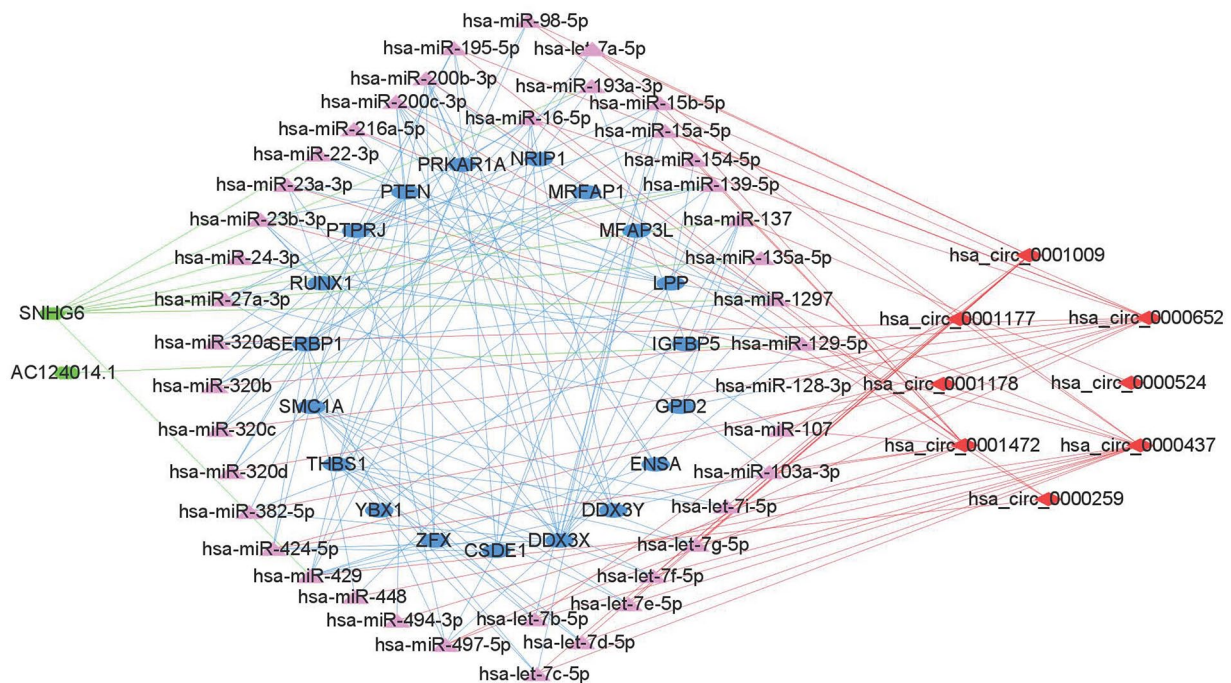 hsa-miR-98-5p
hsa-miR-195-5p
hsa-let-7a-5p
hsa-miR-200b-3p
hsa-miR-193a-3p
hsa-miR-200c-3p
hsa-miR-15b-5p
hsa-miR-216a-5p
hsa-miR-16-5p
hsa-miR-15a-5p
hsa-miR-22-3p
PRKAR1A
NRIP1
hsa-miR-154-5p
hsa-miR-23a-3p
PTEN
MRFAP1
hsa-miR-139-5p
hsa-miR-23b-3p
PTPRJ
MFAP3L
hsa-miR-137
hsa-miR-24-3p
hsa-miR-135a-5p
hsa_circ_0001009
RUNX1
LPP
hsa-miR-27a-3p
hsa-miR-1297
SNHG6
hsa_circ_0001177
hsa_circ_0000652
hsa-miR-320a
SERBP1
IGFBP5
hsa-miR-129-5p
AC124014.1
hsa-miR-320b
hsa-miR-128-3p
hsa_circ_0001178
hsa_circ_0000524
SMC1A
GPD2
hsa-miR-320c
hsa-miR-107
hsa_circ_0001472
hsa_circ_0000437
hsa-miR-320d
THBS1
ENSA
hsa-miR-103a-3p
hsa_circ_0000259
hsa-miR-382-5p
YBX1
DDX3Y
hsa-let-7i-5p
hsa-miR-424-5p
ZFX
CSDE1
DDX3X
hsa-let-7g-5p
hsa-miR-429
hsa-let-7f-5p
hsa-miR-448
hsa-let-7e-5p
hsa-miR-494-3p
hsa-let-7b-5p
hsa-miR-497-5p
hsa-let-7d-5p
hsa-let-7c-5p